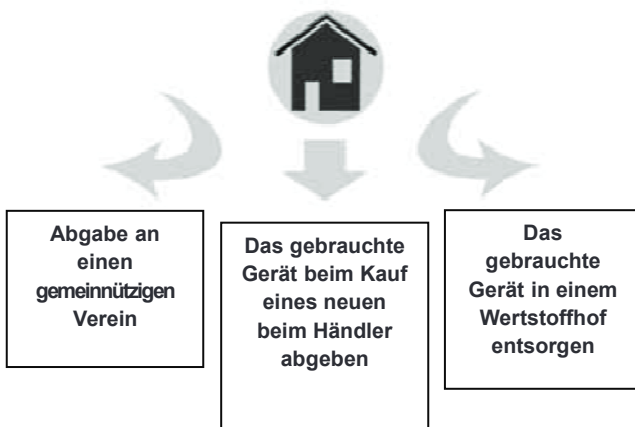 Abgabe an
einen
gemeinnützigen
Verein
Das gebrauchte
Gerät beim Kauf
eines neuen
beim Händler
abgeben
Das
gebrauchte
Gerät in einem
Wertstoffhof
entsorgen